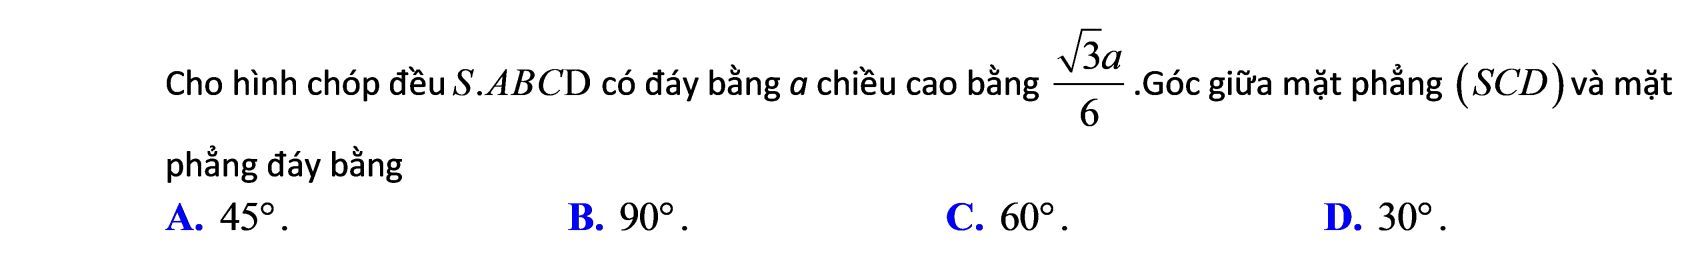 Cho hình chóp đều S.ABCD có đáy bằng a chiều cao bằng \frac{\sqrt{3}a}{6} .Góc giữa mặt phẳng (SCD) và mặt
phẳng đáy bằng
A. 45°. B. 90°. C. 60°. D. 30°.